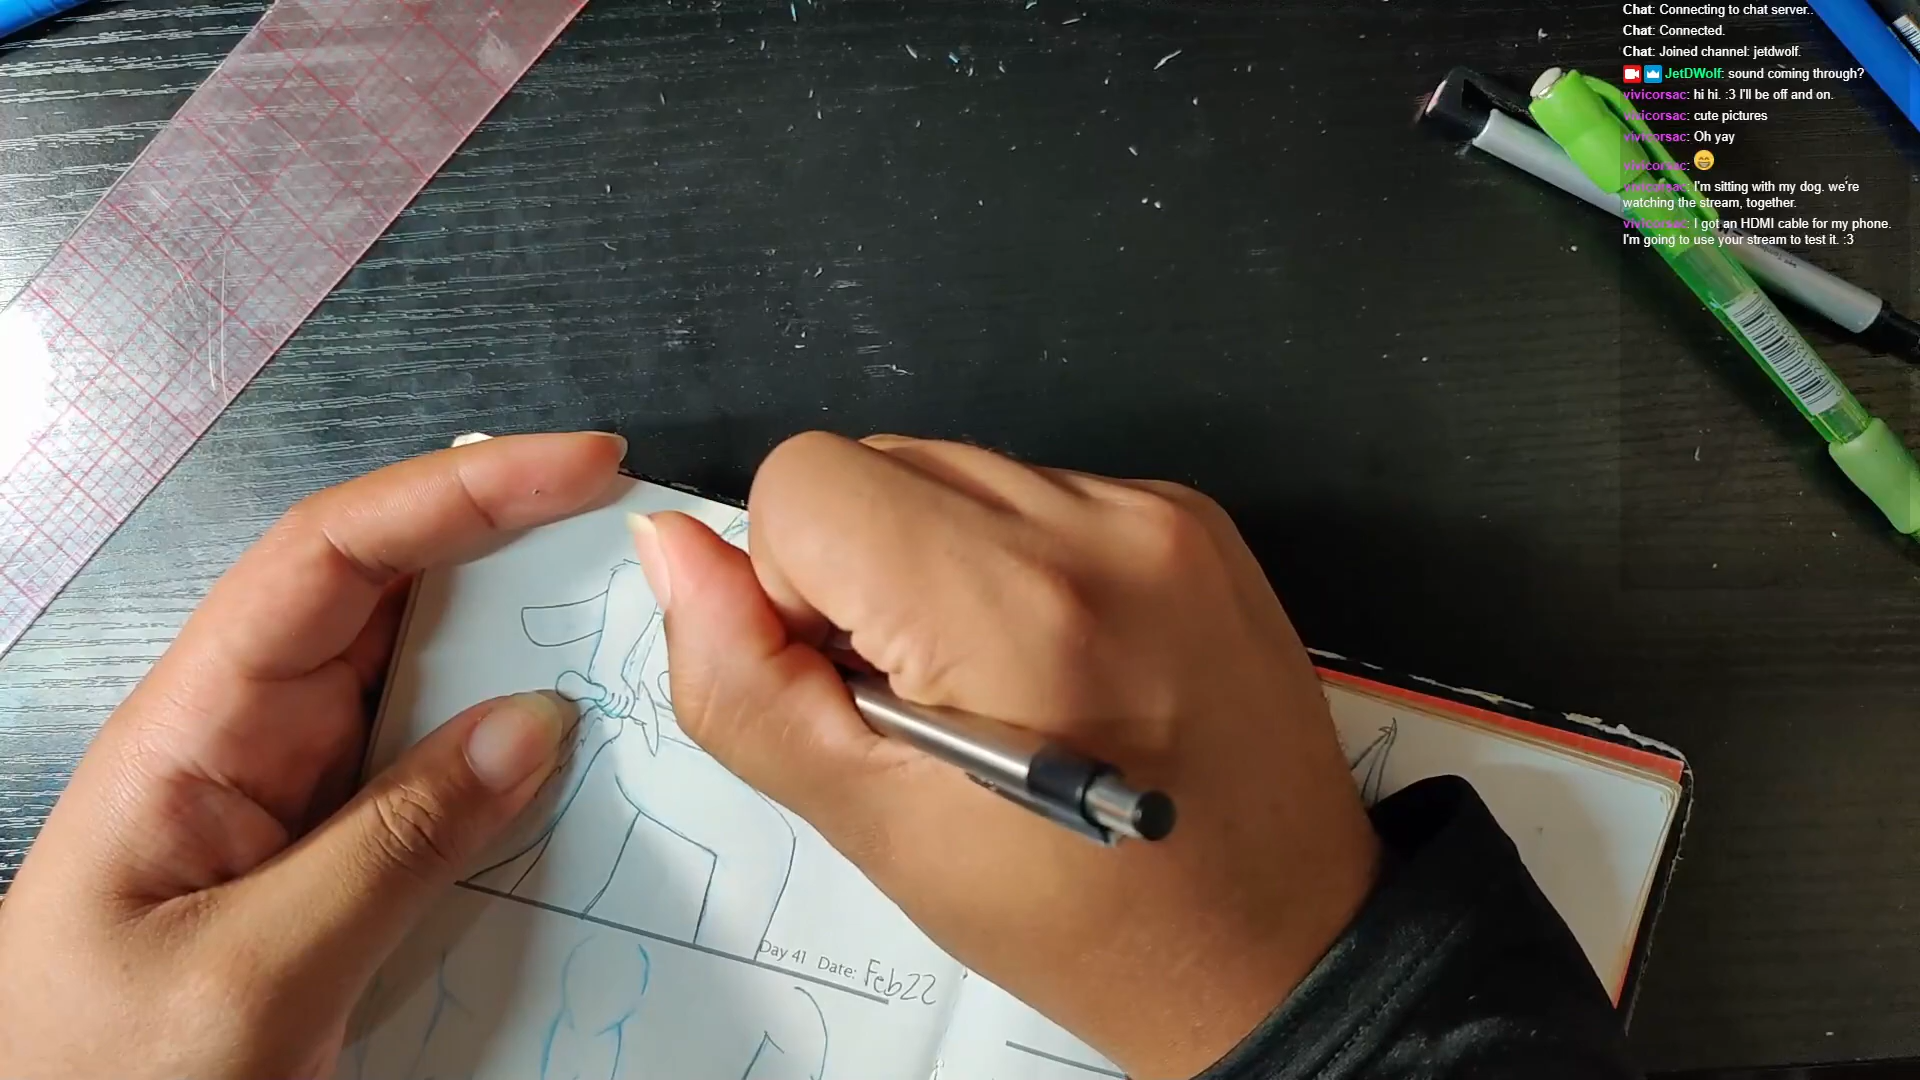 Chat: Connecting to chat server..
Chat: Connected.
Chat: Joined channel: jetdwolf.
JetDWolf: sound coming through?
vivicorsac: hi hi. :3 I'll be off and on.
vivicorsac: cute pictures
vivicorsac: Oh yay
vivicorsac: 😄
vivicorsac: I'm sitting with my dog. we're
watching the stream, together.
vivicorsac: I got an HDMI cable for my phone.
I'm going to use your stream to test it. :3
Day 41 Date: Feb22